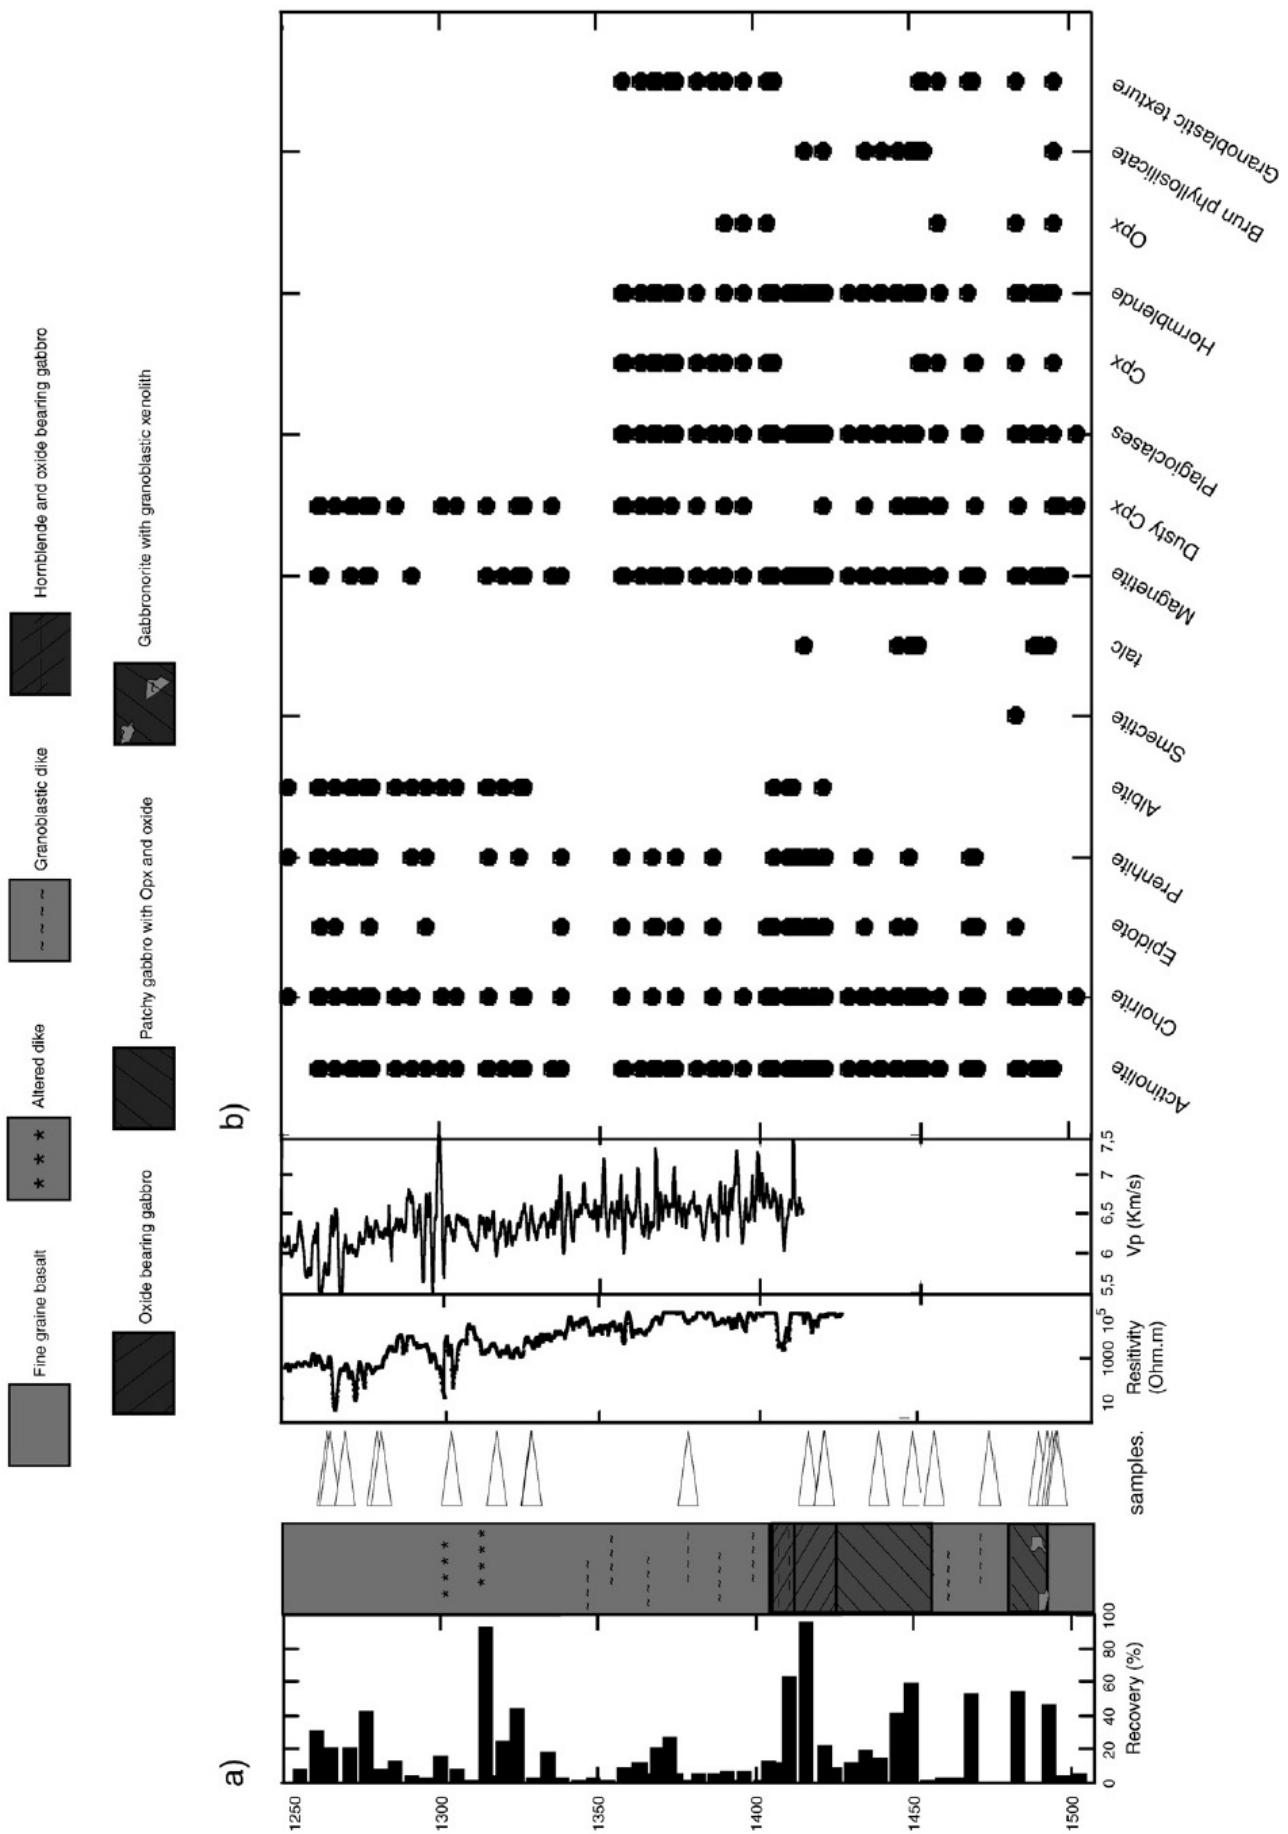 Fine graine basalt
Altered dike
Granoblastic dike
Hornblende and oxide bearing gabbro
Oxide bearing gabbro
Patchy gabbro with Opx and oxide
Gabbronorite with granoblastic xenolith
a)
b)
1250
1300
1350
1400
1450
1500
0 20 40 60 80 100
Recovery (%)
samples.
10 1000 10⁵
Resitivity
(Ohm.m)
5,5 6 6.5 7 7.5
Vp (Km/s)
Actinolite
Cholrite
Epidote
Prenhite
Albite
Smectite
talc
Magnetite
Dusty Cpx
Plagioclases
Cpx
Hormblende
Opx
Brun phyllosilicate
Granoblastic texture